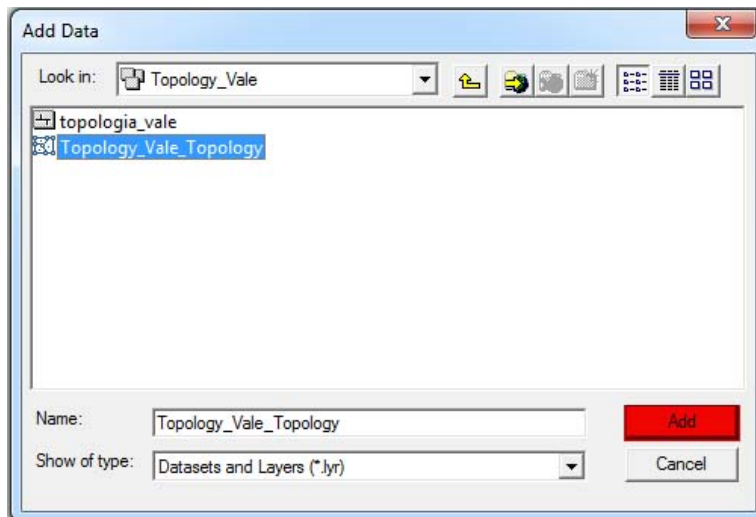 Add Data
Look in: Topology_Vale
topologia_vale
Topology_Vale_Topology
Name: Topology_Vale_Topology Add
Show of type: Datasets and Layers (*.lyr) Cancel